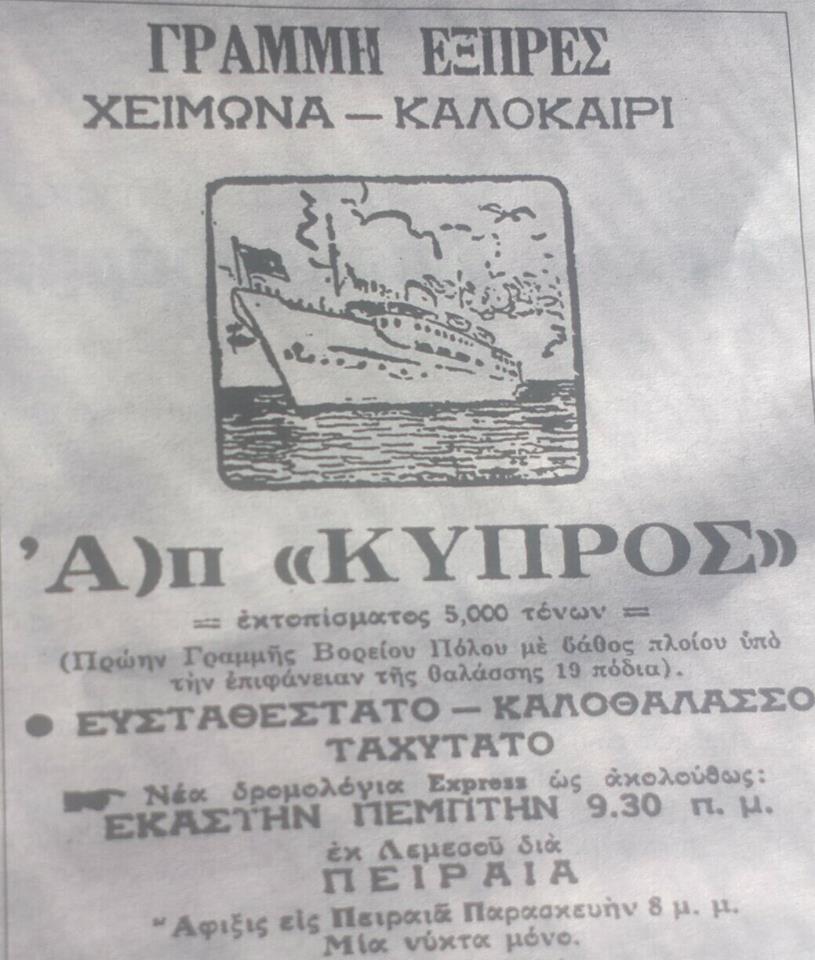 ΓΡΑΜΜΗ ΕΞΠΡΕΣ
ΧΕΙΜΩΝΑ — ΚΑΛΟΚΑΙΡΙ
Ἀ)π «ΚΥΠΡΟΣ»
= ἐκτοπίσματος 5,000 τόνων =
(Πρώην Γραμμῆς Βορείου Πόλου μὲ βάθος πλοίου ὑπὸ
τὴν ἐπιφάνειαν τῆς θαλάσσης 19 πόδια).
● ΕΥΣΤΑΘΕΣΤΑΤΟ — ΚΑΛΟΘΑΛΑΣΣΟ
ΤΑΧΥΤΑΤΟ
☛ Νέα δρομολόγια Express ὡς ἀκολούθως:
ΕΚΑΣΤΗΝ ΠΕΜΠΤΗΝ 9.30 π. μ.
ἐκ Λεμεσοῦ διὰ
ΠΕΙΡΑΙΑ
Ἄφιξις εἰς Πειραιᾶ Παρασκευὴν 8 μ. μ.
Μία νύκτα μόνο.